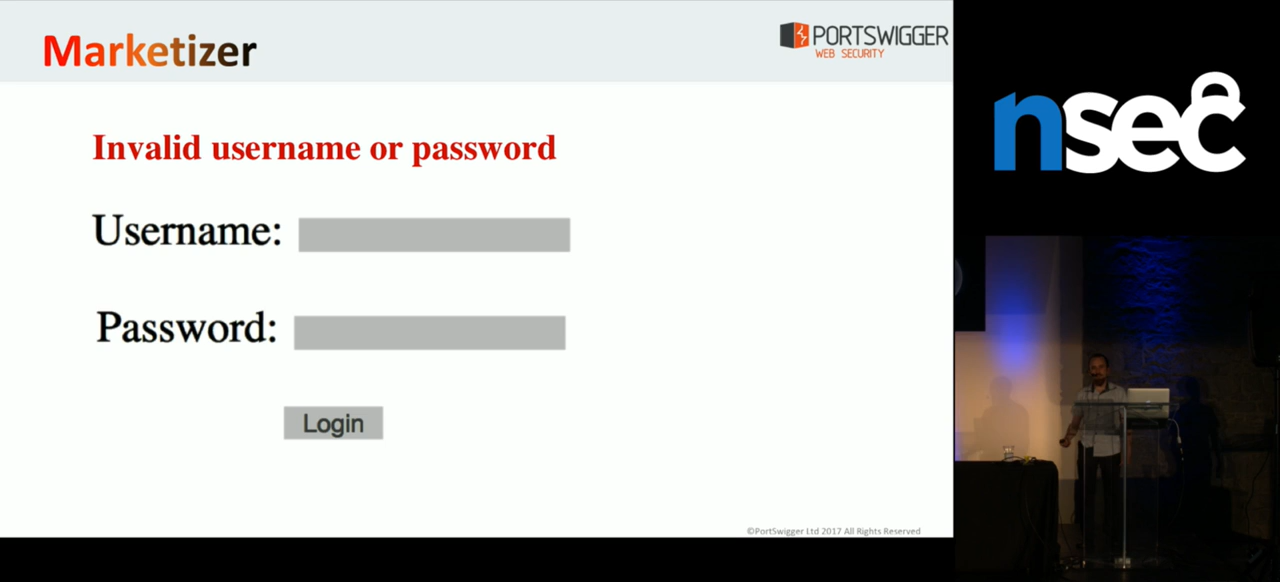 Marketizer
PORTSWIGGER
WEB SECURITY
nsec
Invalid username or password
Username:
Password:
Login
©PortSwigger Ltd 2017 All Rights Reserved